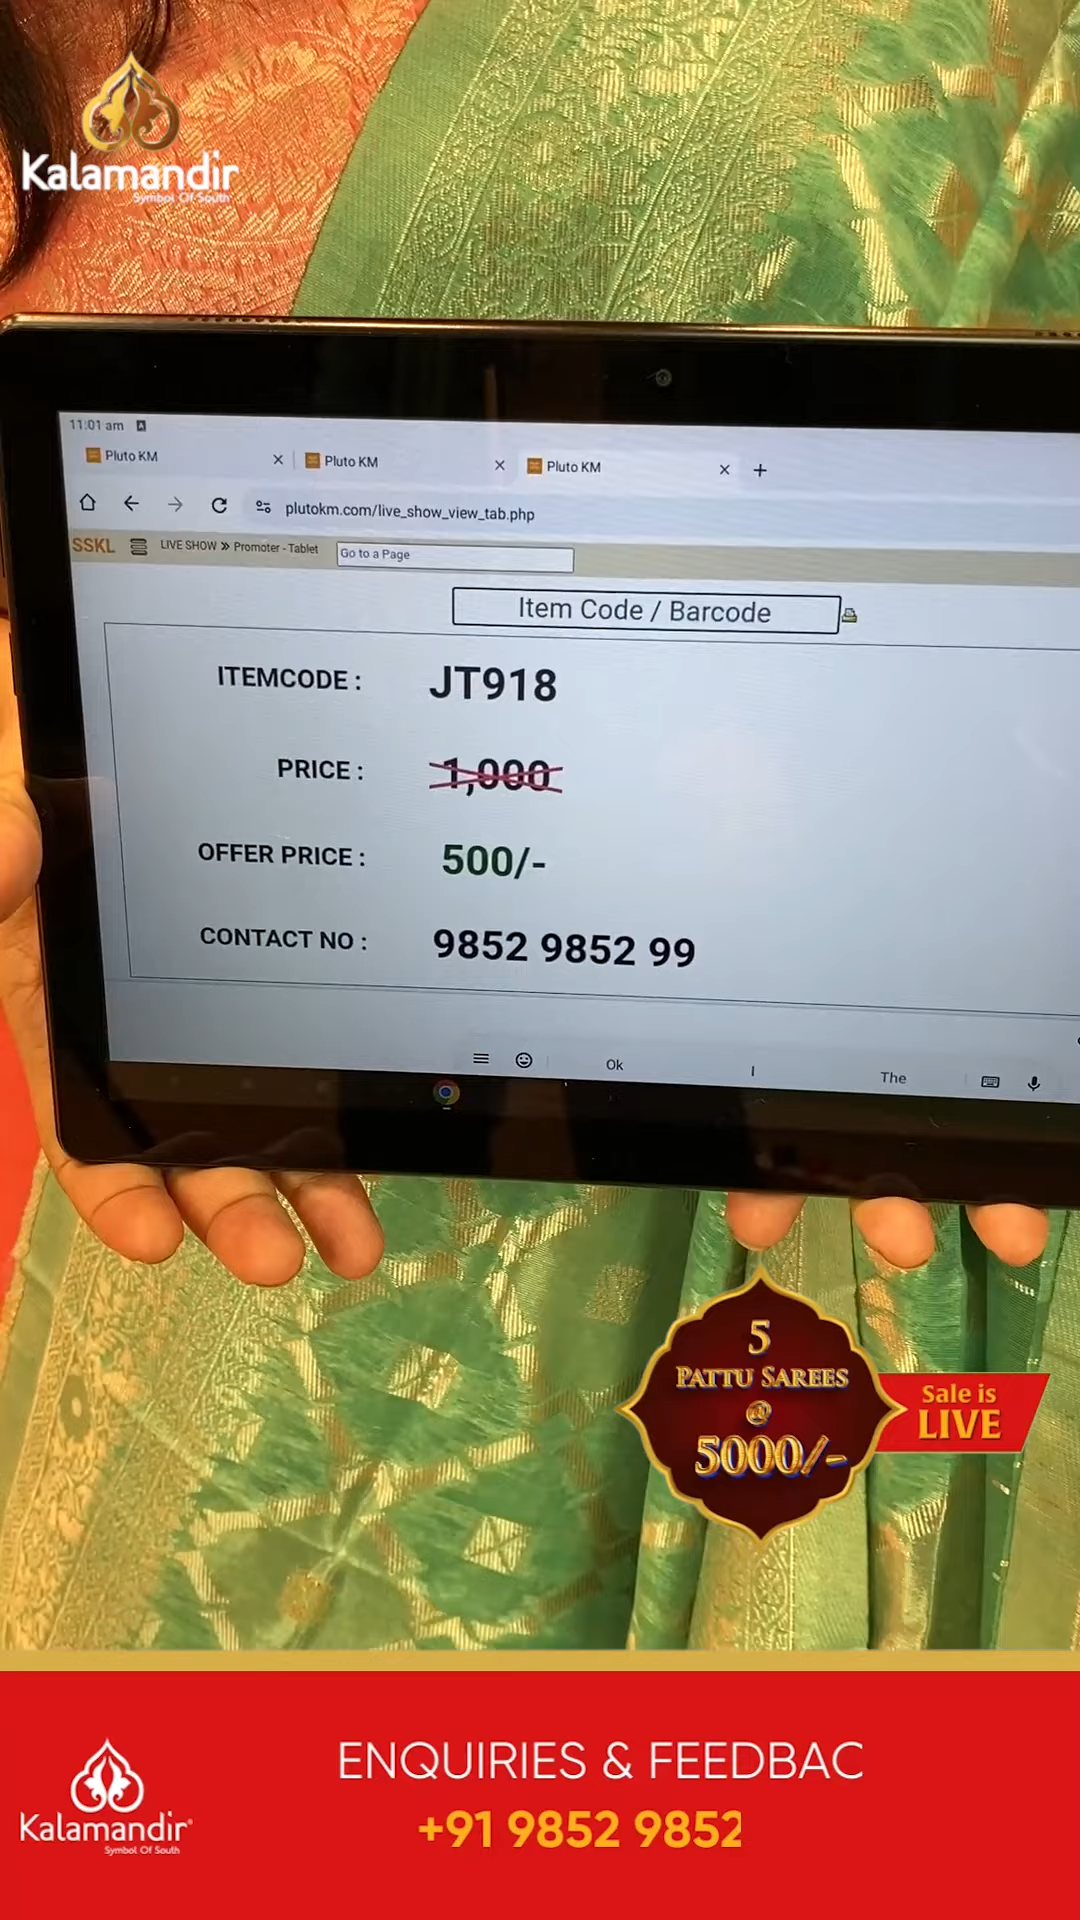 Kalamandir
Symbol Of South
11:01 am
Pluto KM
Pluto KM
Pluto KM
plutokm.com/live_show_view_tab.php
SSKL
LIVE SHOW » Promoter - Tablet
Go to a Page
Item Code / Barcode
ITEMCODE : JT918
PRICE : 1,000
OFFER PRICE : 500/-
CONTACT NO : 9852 9852 99
Ok
I
The
5
PATTU SAREES
@
5000/-
Sale is
LIVE
ENQUIRIES & FEEDBAC
+91 9852 9852
Kalamandir
Symbol Of South